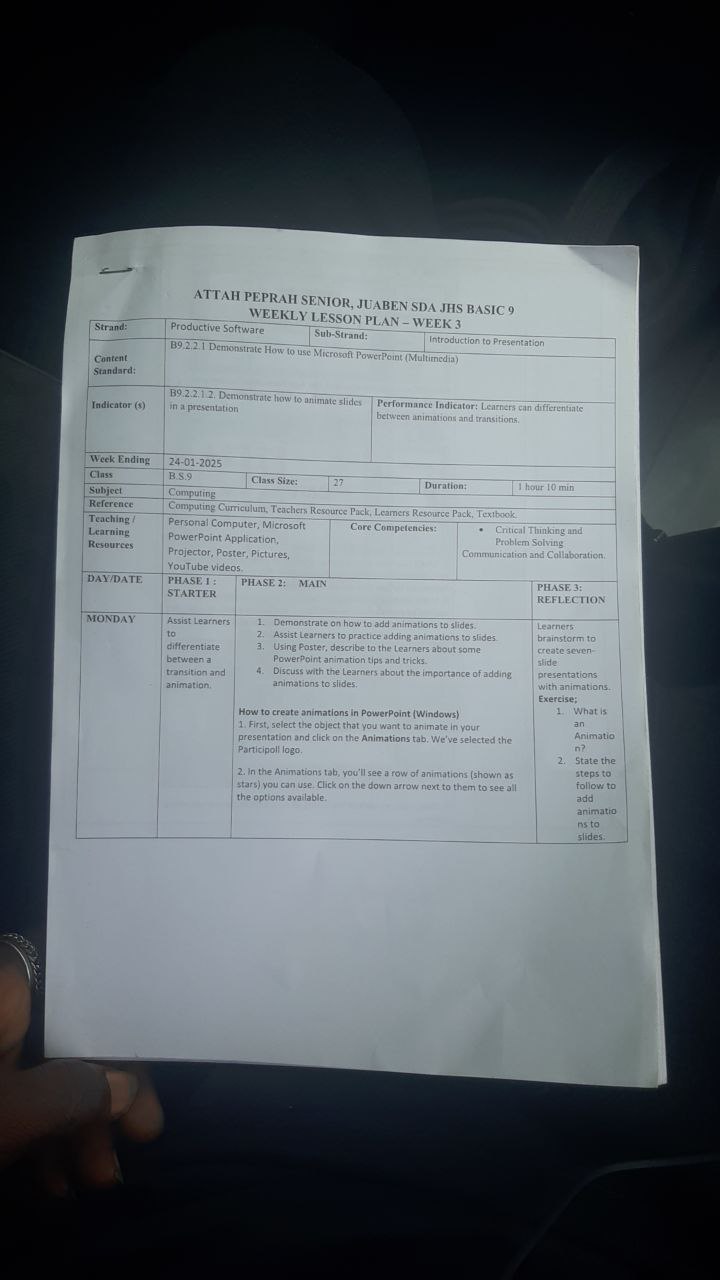 ATTAH PEPRAH SENIOR, JUABEN SDA JHS BASIC 9
WEEKLY LESSON PLAN – WEEK 3
Strand: Productive Software Sub-Strand: Introduction to Presentation
Content
Standard:
B9.2.2.1 Demonstrate How to use Microsoft PowerPoint (Multimedia)
Indicator (s)
B9.2.2.1.2. Demonstrate how to animate slides
in a presentation
Performance Indicator: Learners can differentiate
between animations and transitions.
Week Ending 24-01-2025
Class B.S.9 Class Size: 27 Duration: 1 hour 10 min
Subject Computing
Reference Computing Curriculum, Teachers Resource Pack, Learners Resource Pack, Textbook.
Teaching /
Learning
Resources
Personal Computer, Microsoft
PowerPoint Application,
Projector, Poster, Pictures,
YouTube videos.
Core Competencies:
• Critical Thinking and
Problem Solving
Communication and Collaboration.
DAY/DATE
PHASE 1 :
STARTER
PHASE 2: MAIN
PHASE 3:
REFLECTION
MONDAY
Assist Learners
to
differentiate
between a
transition and
animation.
1. Demonstrate on how to add animations to slides.
2. Assist Learners to practice adding animations to slides.
3. Using Poster, describe to the Learners about some
PowerPoint animation tips and tricks.
4. Discuss with the Learners about the importance of adding
animations to slides.
How to create animations in PowerPoint (Windows)
1. First, select the object that you want to animate in your
presentation and click on the Animations tab. We've selected the
Participoll logo.
2. In the Animations tab, you'll see a row of animations (shown as
stars) you can use. Click on the down arrow next to them to see all
the options available.
Learners
brainstorm to
create seven-
slide
presentations
with animations.
Exercise;
1. What is
an
Animatio
n?
2. State the
steps to
follow to
add
animatio
ns to
slides.